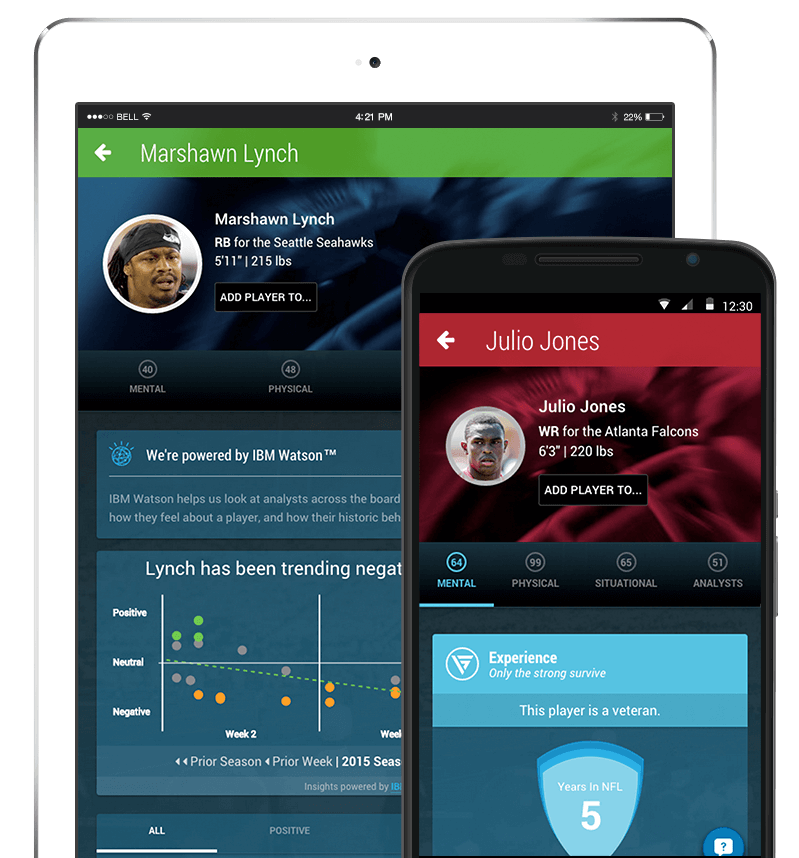 BELL
4:21 PM
22%
Marshawn Lynch
Marshawn Lynch
RB for the Seattle Seahawks
5'11" | 215 lbs
ADD PLAYER TO...
40
48
MENTAL
PHYSICAL
We're powered by IBM Watson™
IBM Watson helps us look at analysts across the board
how they feel about a player, and how their historic beh
Lynch has been trending negat
Positive
Neutral
Negative
Week 2
Week
Prior Season Prior Week | 2015 Seas
Insights powered by IB
ALL
POSITIVE
12:30
Julio Jones
Julio Jones
WR for the Atlanta Falcons
6'3" | 220 lbs
ADD PLAYER TO...
64
99
65
51
MENTAL
PHYSICAL
SITUATIONAL
ANALYSTS
Experience
Only the strong survive
This player is a veteran.
Years In NFL
5
?